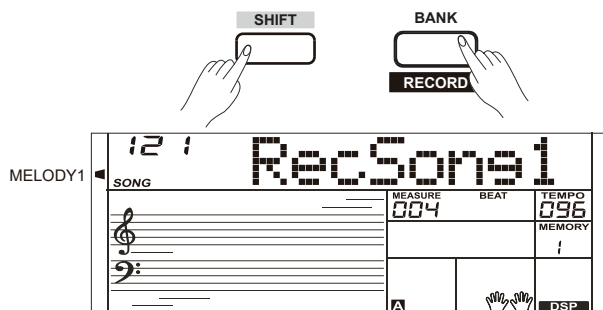 SHIFT
BANK
RECORD
121 RecSong1
MELODY1
SONG
MEASURE BEAT TEMPO
004 096
MEMORY
1
A
DSP